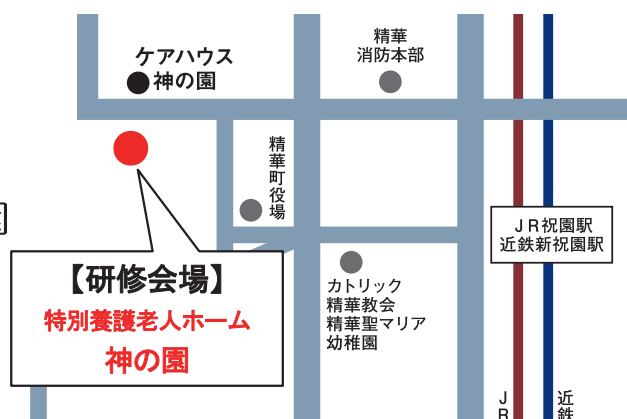 精華
消防本部
ケアハウス
神の園
精華町役場
JR祝園駅
近鉄新祝園駅
【研修会場】
特別養護老人ホーム
神の園
カトリック
精華教会
精華聖マリア
幼稚園
JR
近鉄